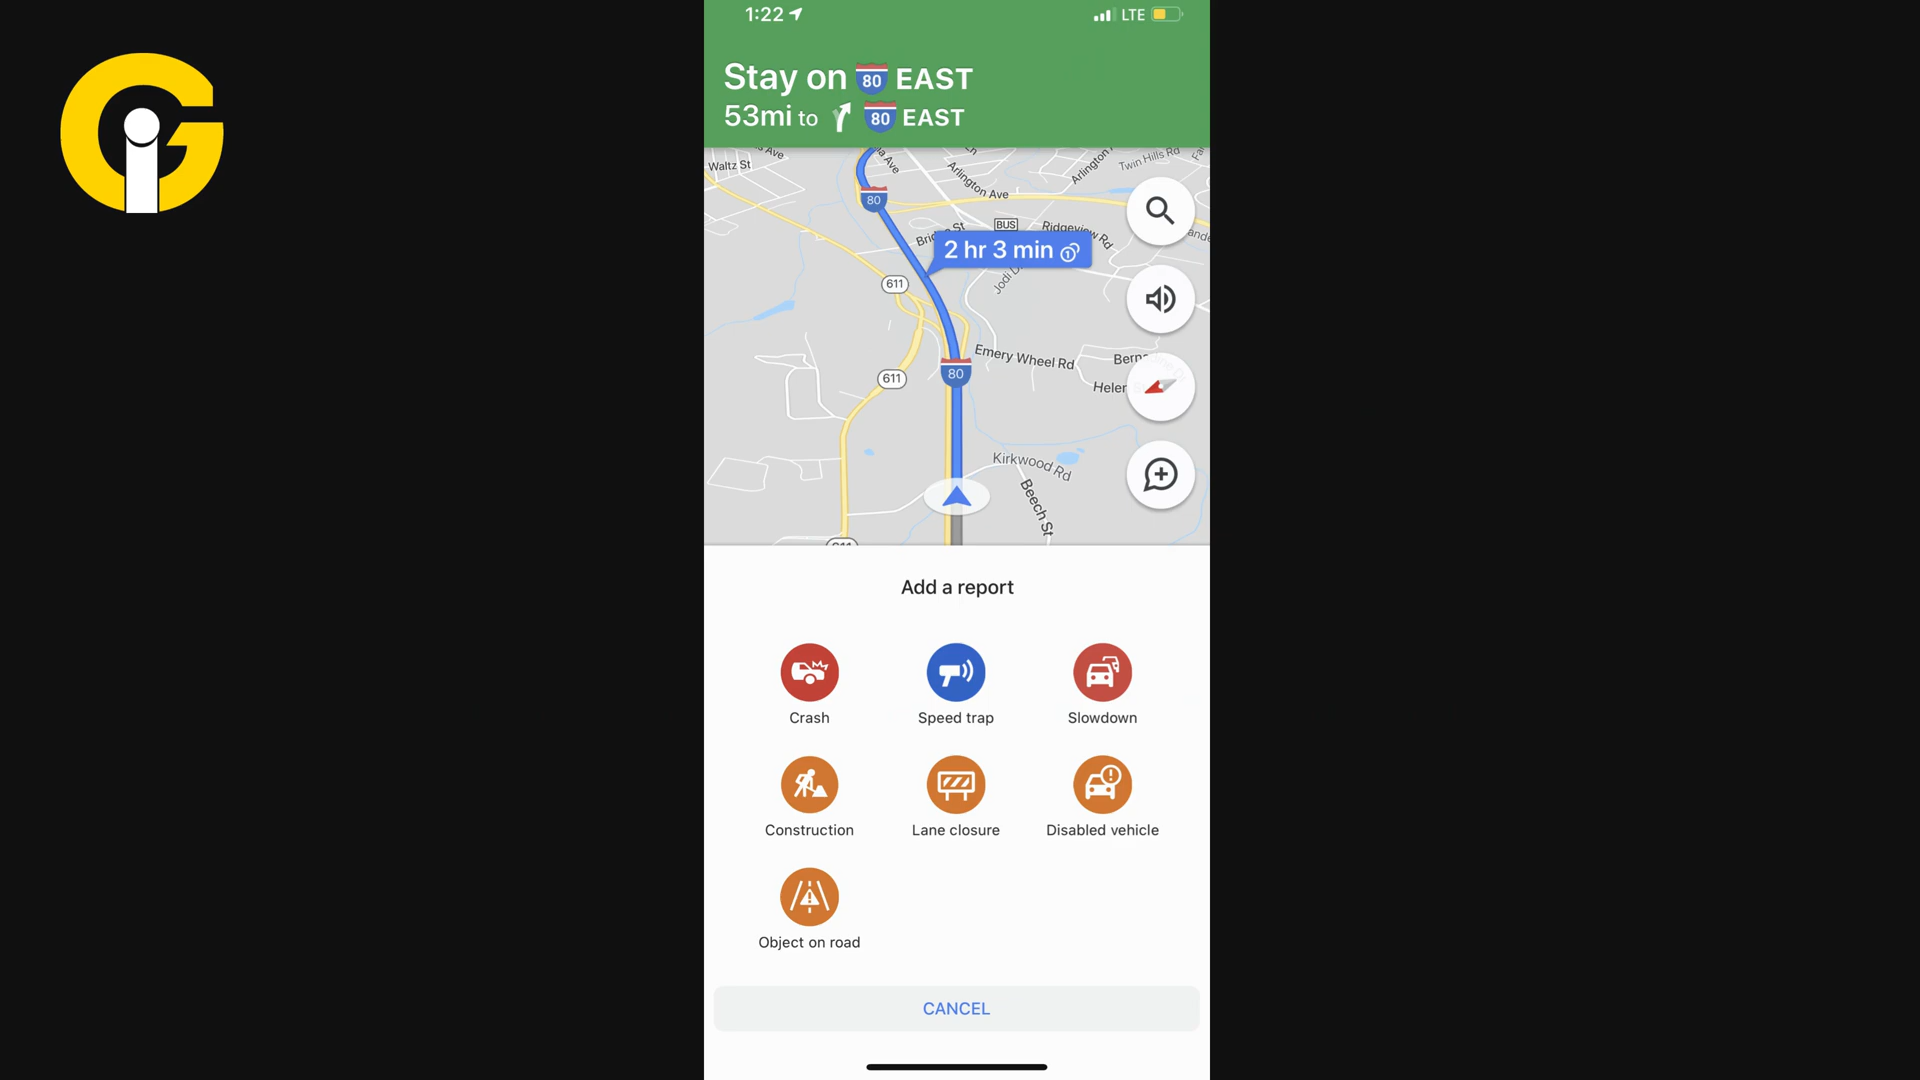 1:22
LTE
Stay on 80 EAST
53mi to 80 EAST
Waltz St
Arlington Ave
Arlington
Twin Hills Rd
80
BUS
Ridgeview Rd
2 hr 3 min
611
Emery Wheel Rd
80
611
Kirkwood Rd
Beech St
Add a report
Crash
Speed trap
Slowdown
Construction
Lane closure
Disabled vehicle
Object on road
CANCEL